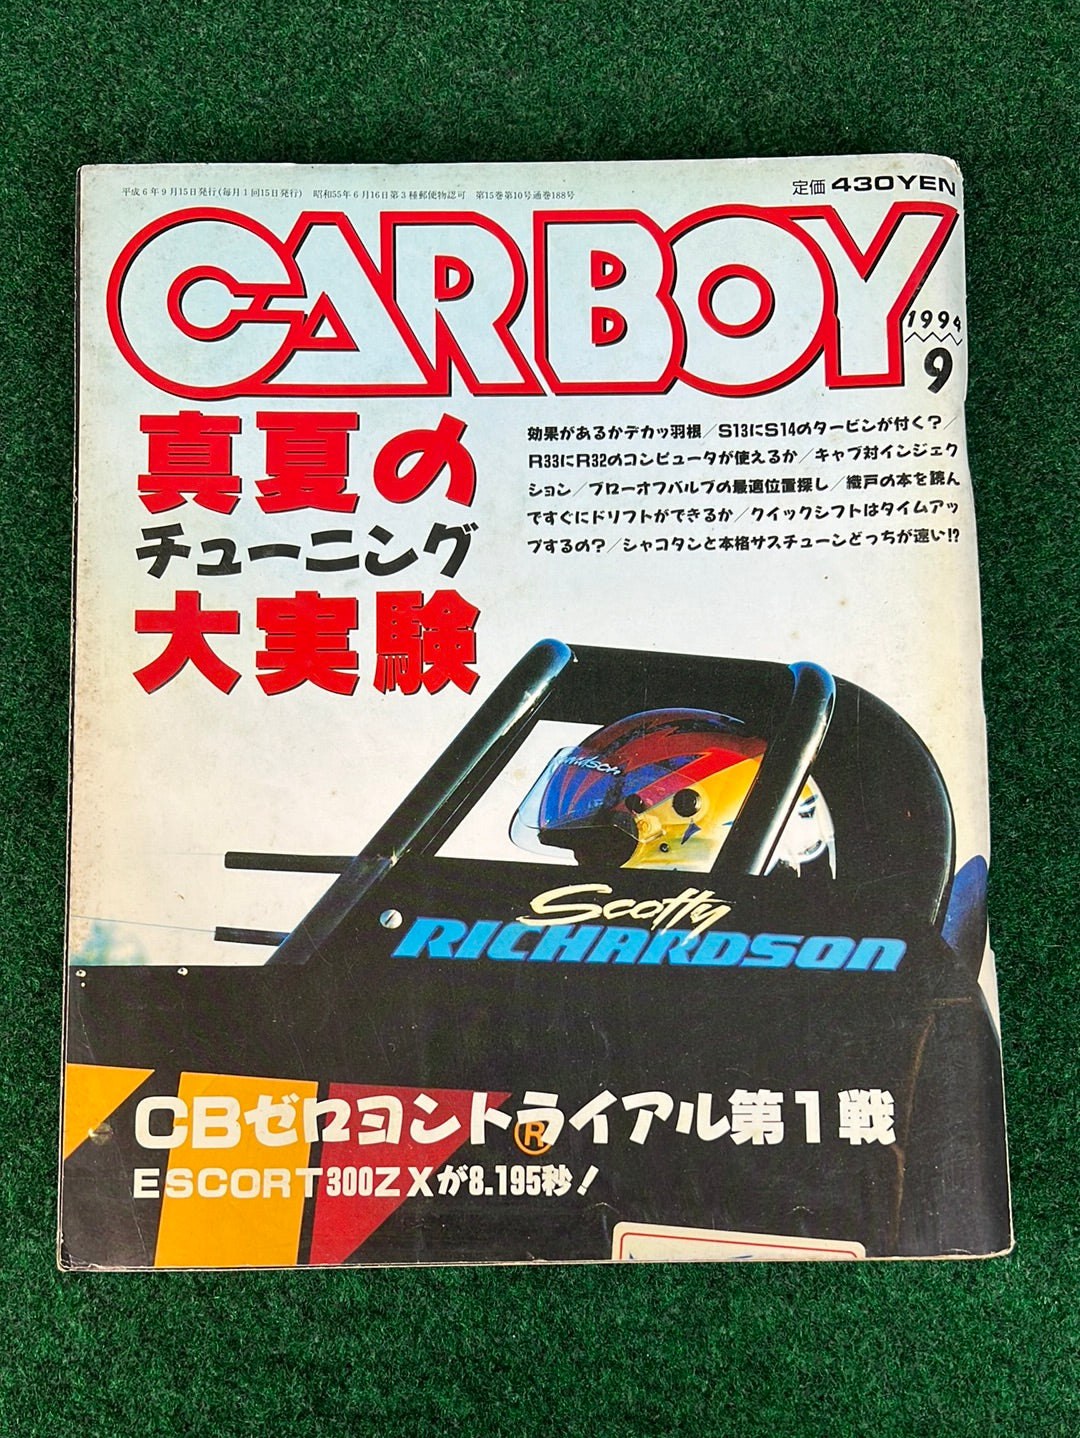 平成6年9月15日発行(毎月1回15日発行) 昭和55年6月16日第3種郵便物認可 第15巻第10号通巻188号
定価 430YEN
CARBOY
1994
9
真夏の
チューニング
大実験
効果があるかデカッ羽根/S13にS14のタービンが付く?/
R33にR32のコンピュータが使えるか/キャブ対インジェク
ション/ブローオフバルブの最適位置探し/織戸の本を読ん
ですぐにドリフトができるか/クイックシフトはタイムアッ
プするの?/シャコタンと本格サスチューンどっちが速い!?
Scotty
RICHARDSON
CBゼロヨントライアル第1戦
R
ESCORT300ZXが8.195秒!